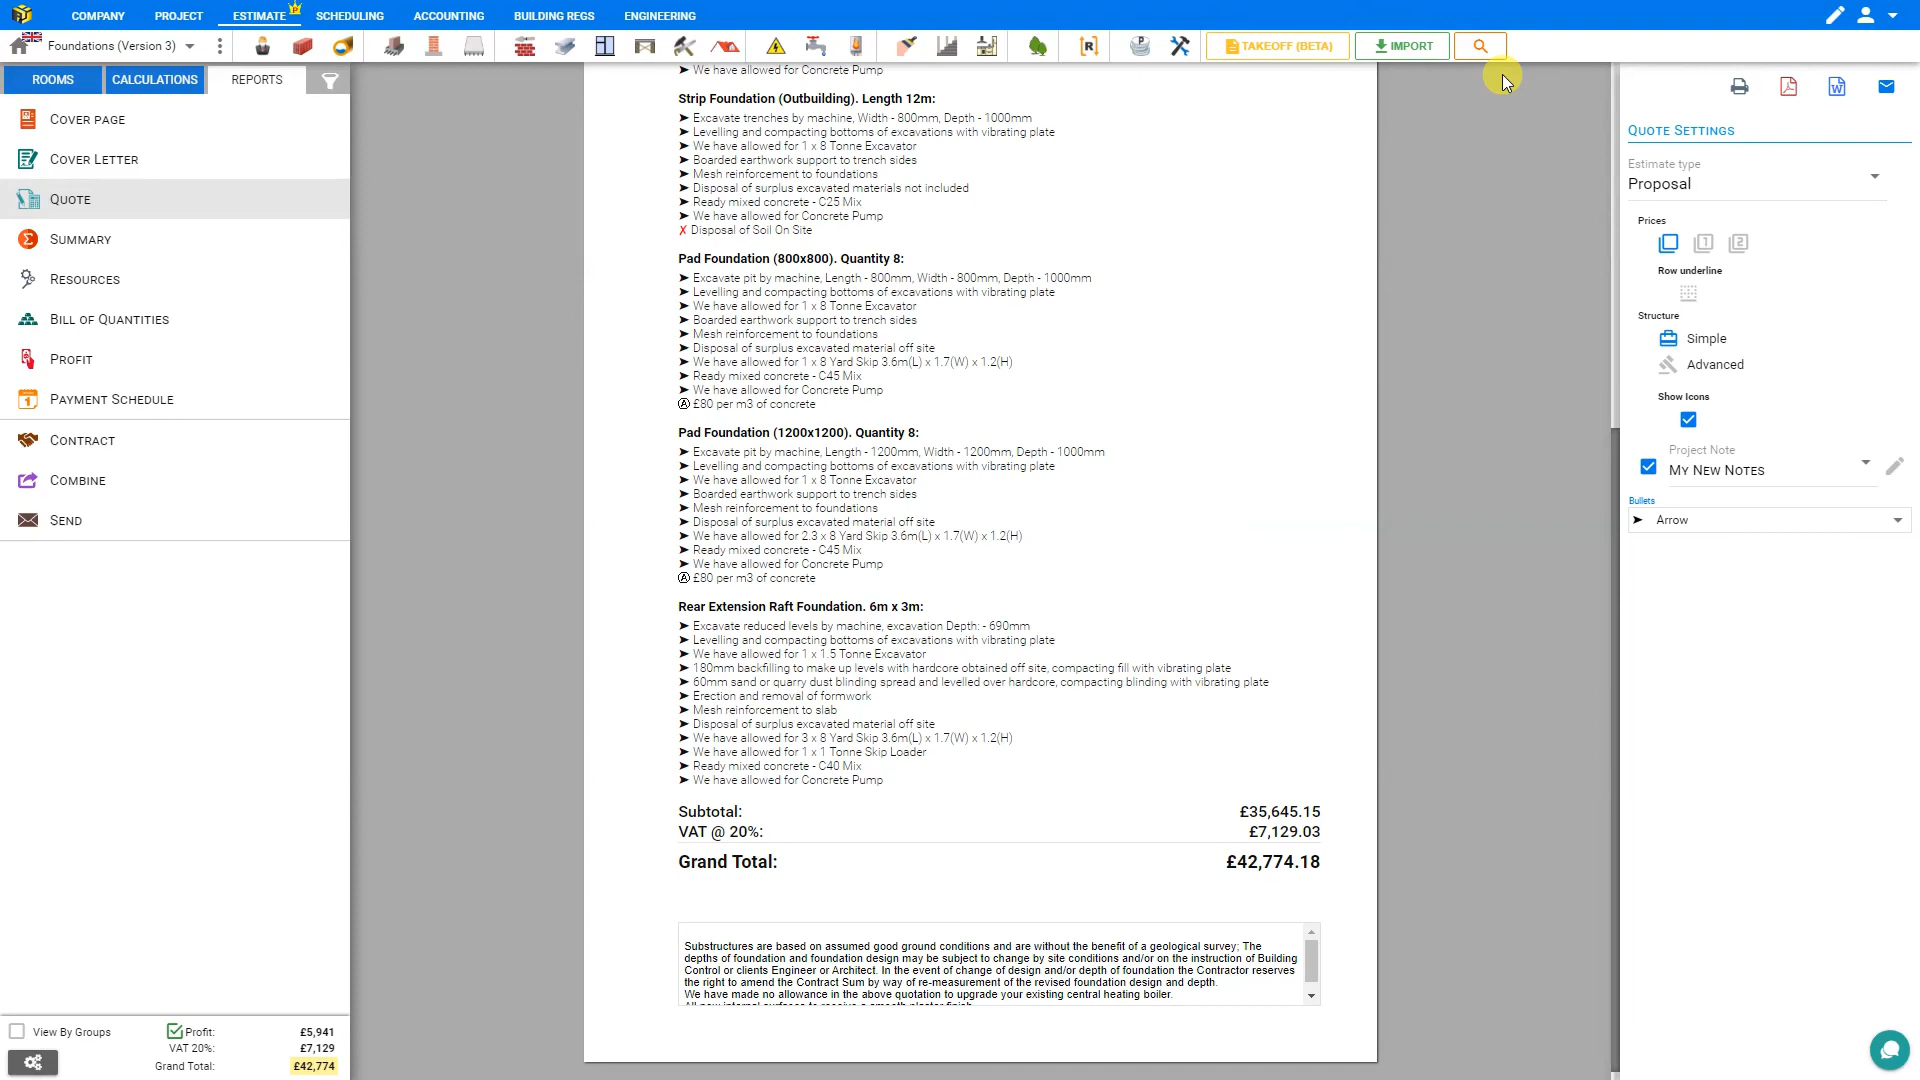 COMPANY PROJECT ESTIMATE SCHEDULING ACCOUNTING BUILDING REGS ENGINEERING
Foundations (Version 3) TAKEOFF (BETA) IMPORT
ROOMS CALCULATIONS REPORTS
COVER PAGE
COVER LETTER
QUOTE
SUMMARY
RESOURCES
BILL OF QUANTITIES
PROFIT
PAYMENT SCHEDULE
CONTRACT
COMBINE
SEND
View By Groups
Profit: £5,941
VAT 20%: £7,129
Grand Total: £42,774
➤ We have allowed for Concrete Pump
Strip Foundation (Outbuilding). Length 12m:
➤ Excavate trenches by machine, Width - 800mm, Depth - 1000mm
➤ Levelling and compacting bottoms of excavations with vibrating plate
➤ We have allowed for 1 x 8 Tonne Excavator
➤ Boarded earthwork support to trench sides
➤ Mesh reinforcement to foundations
➤ Disposal of surplus excavated materials not included
➤ Ready mixed concrete - C25 Mix
➤ We have allowed for Concrete Pump
✗ Disposal of Soil On Site
Pad Foundation (800x800). Quantity 8:
➤ Excavate pit by machine, Length - 800mm, Width - 800mm, Depth - 1000mm
➤ Levelling and compacting bottoms of excavations with vibrating plate
➤ We have allowed for 1 x 8 Tonne Excavator
➤ Boarded earthwork support to trench sides
➤ Mesh reinforcement to foundations
➤ Disposal of surplus excavated material off site
➤ We have allowed for 1 x 8 Yard Skip 3.6m(L) x 1.7(W) x 1.2(H)
➤ Ready mixed concrete - C45 Mix
➤ We have allowed for Concrete Pump
Ⓐ £80 per m3 of concrete
Pad Foundation (1200x1200). Quantity 8:
➤ Excavate pit by machine, Length - 1200mm, Width - 1200mm, Depth - 1000mm
➤ Levelling and compacting bottoms of excavations with vibrating plate
➤ We have allowed for 1 x 8 Tonne Excavator
➤ Boarded earthwork support to trench sides
➤ Mesh reinforcement to foundations
➤ Disposal of surplus excavated material off site
➤ We have allowed for 2.3 x 8 Yard Skip 3.6m(L) x 1.7(W) x 1.2(H)
➤ Ready mixed concrete - C45 Mix
➤ We have allowed for Concrete Pump
Ⓐ £80 per m3 of concrete
Rear Extension Raft Foundation. 6m x 3m:
➤ Excavate reduced levels by machine, excavation Depth: - 690mm
➤ Levelling and compacting bottoms of excavations with vibrating plate
➤ We have allowed for 1 x 1.5 Tonne Excavator
➤ 180mm backfilling to make up levels with hardcore obtained off site, compacting fill with vibrating plate
➤ 60mm sand or quarry dust blinding spread and levelled over hardcore, compacting blinding with vibrating plate
➤ Erection and removal of formwork
➤ Mesh reinforcement to slab
➤ Disposal of surplus excavated material off site
➤ We have allowed for 3 x 8 Yard Skip 3.6m(L) x 1.7(W) x 1.2(H)
➤ We have allowed for 1 x 1 Tonne Skip Loader
➤ Ready mixed concrete - C40 Mix
➤ We have allowed for Concrete Pump
Subtotal: £35,645.15
VAT @ 20%: £7,129.03
Grand Total: £42,774.18
Substructures are based on assumed good ground conditions and are without the benefit of a geological survey; The
depths of foundation and foundation design may be subject to change by site conditions and/or on the instruction of Building
Control or clients Engineer or Architect. In the event of change of design and/or depth of foundation the Contractor reserves
the right to amend the Contract Sum by way of re-measurement of the revised foundation design and depth.
We have made no allowance in the above quotation to upgrade your existing central heating boiler.
QUOTE SETTINGS
Estimate type
Proposal
Prices
1 2
Row underline
Structure
Simple
Advanced
Show Icons
Project Note
MY NEW NOTES
Bullets
➤ Arrow